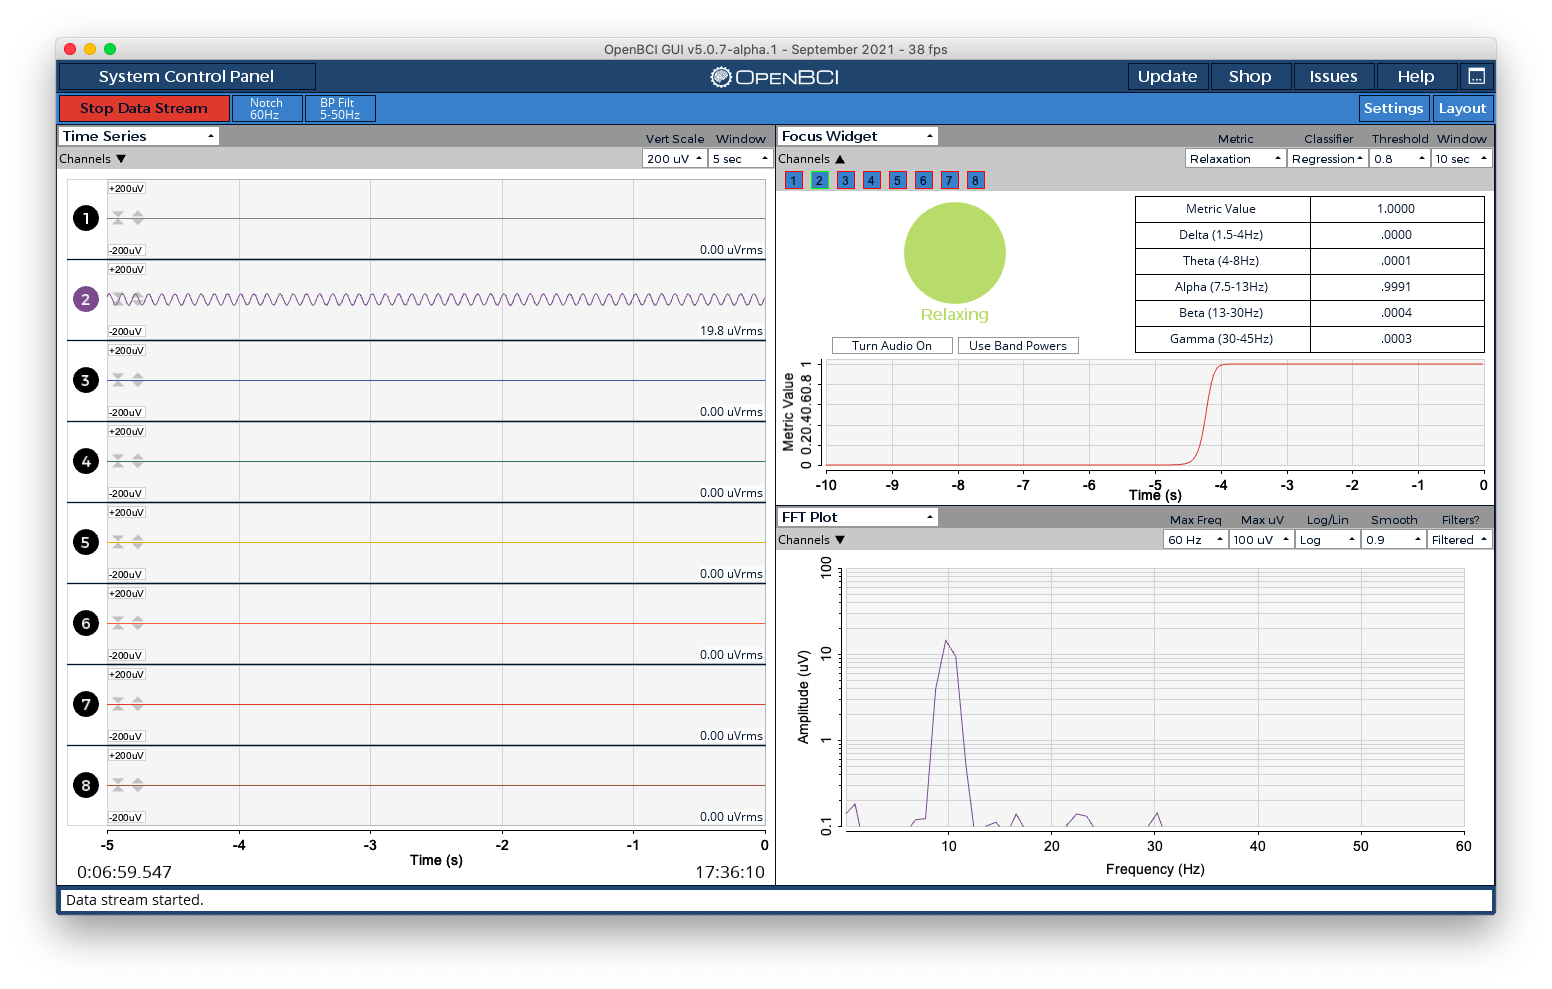 OpenBCI GUI v5.0.7-alpha.1 - September 2021 - 38 fps
System Control Panel
OPENBCI
Update Shop Issues Help ...
Stop Data Stream
Notch
60Hz
BP Filt
5-50Hz
Settings Layout
Time Series
Vert Scale Window
Channels
200 uV 5 sec
+200uV
1
-200uV
0.00 uVrms
+200uV
2
-200uV
19.8 uVrms
+200uV
3
-200uV
0.00 uVrms
+200uV
4
-200uV
0.00 uVrms
+200uV
5
-200uV
0.00 uVrms
+200uV
6
-200uV
0.00 uVrms
+200uV
7
-200uV
0.00 uVrms
+200uV
8
-200uV
0.00 uVrms
-5 -4 -3 -2 -1 0
Time (s)
0:06:59.547 17:36:10
Focus Widget
Metric Classifier Threshold Window
Channels
Relaxation Regression 0.8 10 sec
1 2 3 4 5 6 7 8
Relaxing
Metric Value 1.0000
Delta (1.5-4Hz) .0000
Theta (4-8Hz) .0001
Alpha (7.5-13Hz) .9991
Beta (13-30Hz) .0004
Gamma (30-45Hz) .0003
Turn Audio On Use Band Powers
Metric Value
0 0.20.40.60.8 1
-10 -9 -8 -7 -6 -5 -4 -3 -2 -1 0
Time (s)
FFT Plot
Max Freq Max uV Log/Lin Smooth Filters?
Channels
60 Hz 100 uV Log 0.9 Filtered
Amplitude (uV)
100
10
1
0.1
10 20 30 40 50 60
Frequency (Hz)
Data stream started.